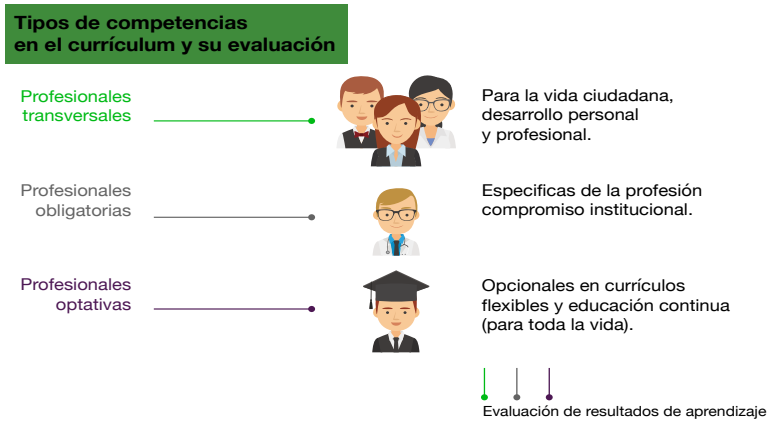 Tipos de competencias
en el currículum y su evaluación
Profesionales
transversales
Para la vida ciudadana,
desarrollo personal
y profesional.
Profesionales
obligatorias
Especificas de la profesión
compromiso institucional.
Profesionales
optativas
Opcionales en currículos
flexibles y educación continua
(para toda la vida).
Evaluación de resultados de aprendizaje